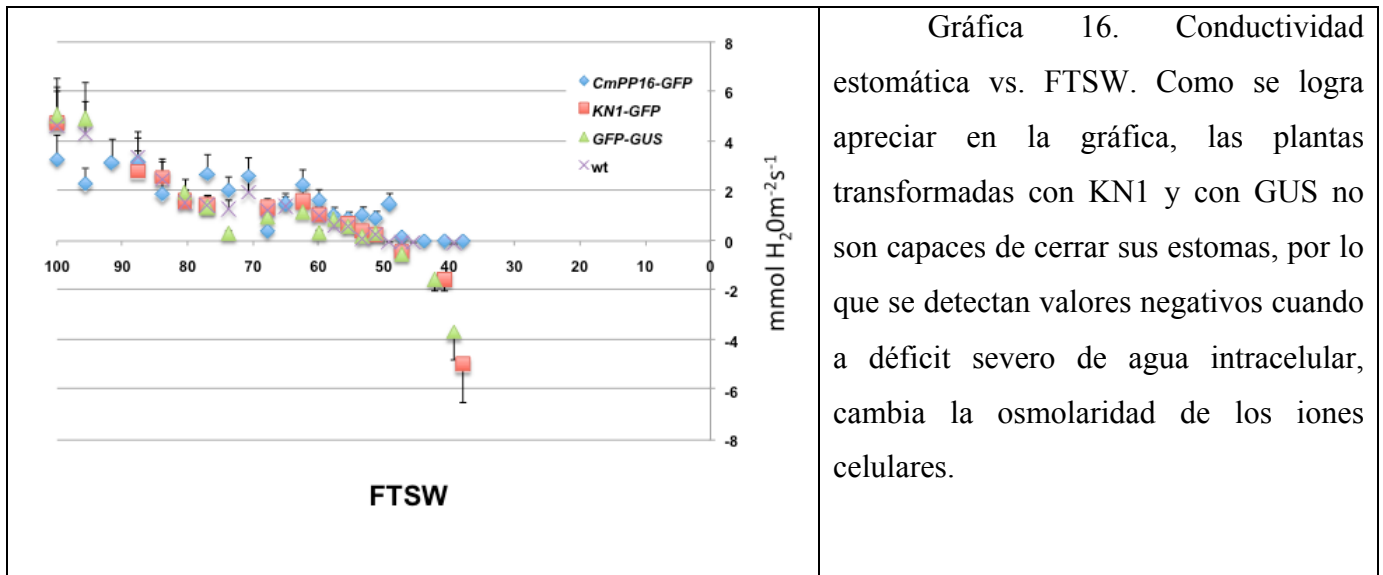 8
6
4
2
0
-2
-4
-6
-8
100 90 80 70 60 50 40 30 20 10 0
CmPP16-GFP
KN1-GFP
GFP-GUS
wt
mmol H₂0m⁻²s⁻¹
FTSW
Gráfica 16. Conductividad
estomática vs. FTSW. Como se logra
apreciar en la gráfica, las plantas
transformadas con KN1 y con GUS no
son capaces de cerrar sus estomas, por lo
que se detectan valores negativos cuando
a déficit severo de agua intracelular,
cambia la osmolaridad de los iones
celulares.